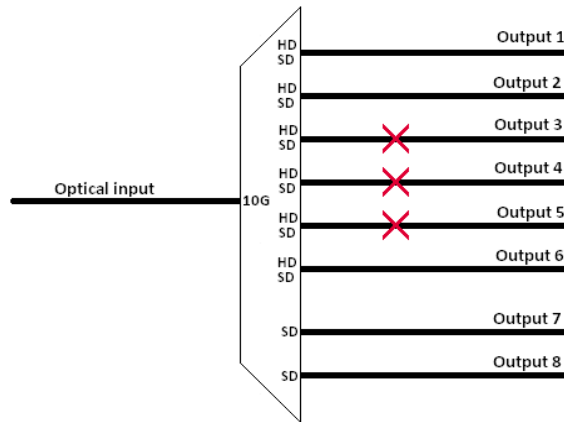 Output 1
HD
SD
Output 2
HD
SD
Output 3
HD
SD
Output 4
HD
SD
Optical input
10G
Output 5
HD
SD
Output 6
HD
SD
Output 7
SD
Output 8
SD